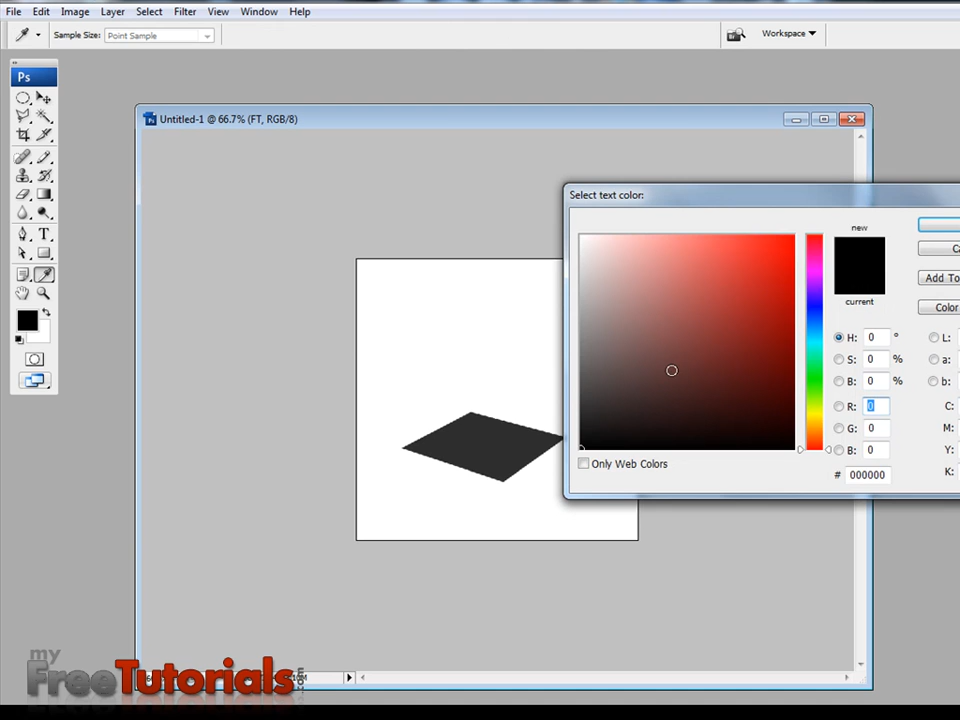 File Edit Image Layer Select Filter View Window Help
Sample Size: Point Sample
Workspace
Ps
Untitled-1 @ 66.7% (FT, RGB/8)
Select text color:
new
current
Add To
Color
H: 0 °
S: 0 %
B: 0 %
R: 0
G: 0
B: 0
L:
a:
b:
C:
M:
Y:
K:
Only Web Colors
# 000000
T
my
FreeTutorials
.com